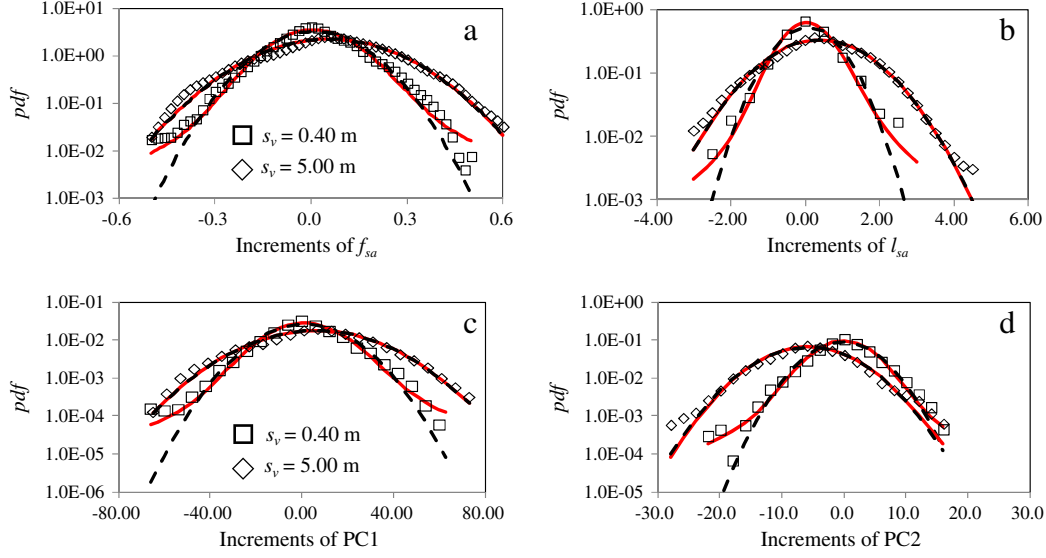 1.0E+01
1.0E+00
1.0E-01
1.0E-02
1.0E-03
pdf
a
s_v = 0.40 m
s_v = 5.00 m
-0.6 -0.3 0.0 0.3 0.6
Increments of f_sa
1.0E+00
1.0E-01
1.0E-02
1.0E-03
pdf
b
-4.00 -2.00 0.00 2.00 4.00 6.00
Increments of l_sa
1.0E-01
1.0E-02
1.0E-03
1.0E-04
1.0E-05
1.0E-06
pdf
c
s_v = 0.40 m
s_v = 5.00 m
-80.00 -40.00 0.00 40.00 80.00
Increments of PC1
1.0E+00
1.0E-01
1.0E-02
1.0E-03
1.0E-04
1.0E-05
pdf
d
-30.0 -20.0 -10.0 0.0 10.0 20.0 30.0
Increments of PC2